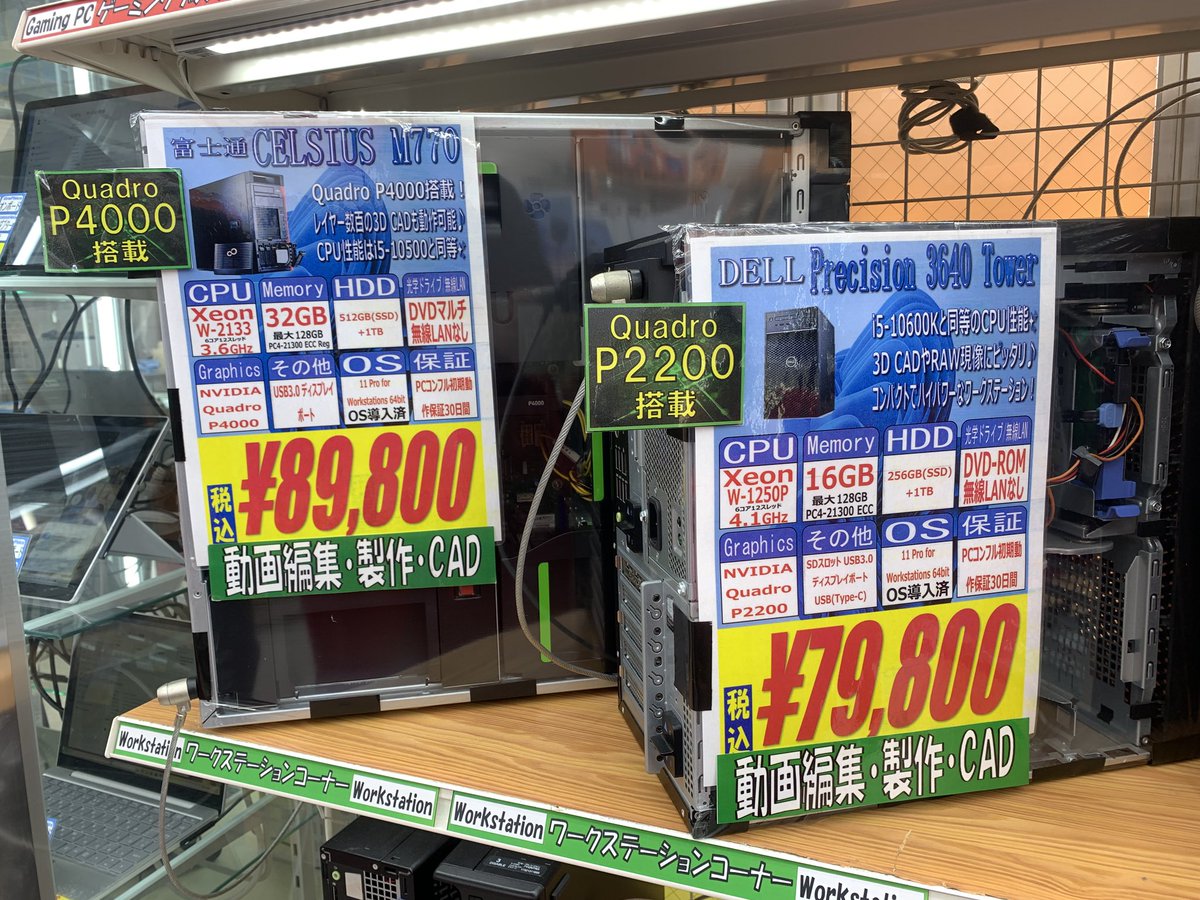 Gaming PC
Quadro
P4000
搭載
富士通 CELSIUS M770
Quadro P4000搭載！
レイヤー数百の3D CADも動作可能♪
CPU性能はi5-10500と同等☆
CPU
Xeon
W-2133
6コア12スレッド
3.6GHz
Memory
32GB
最大128GB
PC4-21300 ECC Reg
HDD
512GB(SSD)
+1TB
光学ドライブ/無線LAN
DVDマルチ
無線LANなし
Graphics
NVIDIA
Quadro
P4000
その他
USB3.0 ディスプレイ
ポート
OS
11 Pro for
Workstations 64bit
OS導入済
保証
PCコンフル初期動
作保証30日間
税込
¥89,800
動画編集・製作・CAD
Quadro
P2200
搭載
DELL Precision 3640 Tower
i5-10600Kと同等のCPU性能☆
3D CADやRAW現像にピッタリ♪
コンパクトでハイパワーなワークステーション！
CPU
Xeon
W-1250P
6コア12スレッド
4.1GHz
Memory
16GB
最大128GB
PC4-21300 ECC
HDD
256GB(SSD)
+1TB
光学ドライブ/無線LAN
DVD-ROM
無線LANなし
Graphics
NVIDIA
Quadro
P2200
その他
SDスロット USB3.0
ディスプレイポート
USB(Type-C)
OS
11 Pro for
Workstations 64bit
OS導入済
保証
PCコンフル初期動
作保証30日間
税込
¥79,800
動画編集・製作・CAD
P4000
Workstation ワークステーションコーナー Workstation
Workstation ワークステーションコーナー Workstation